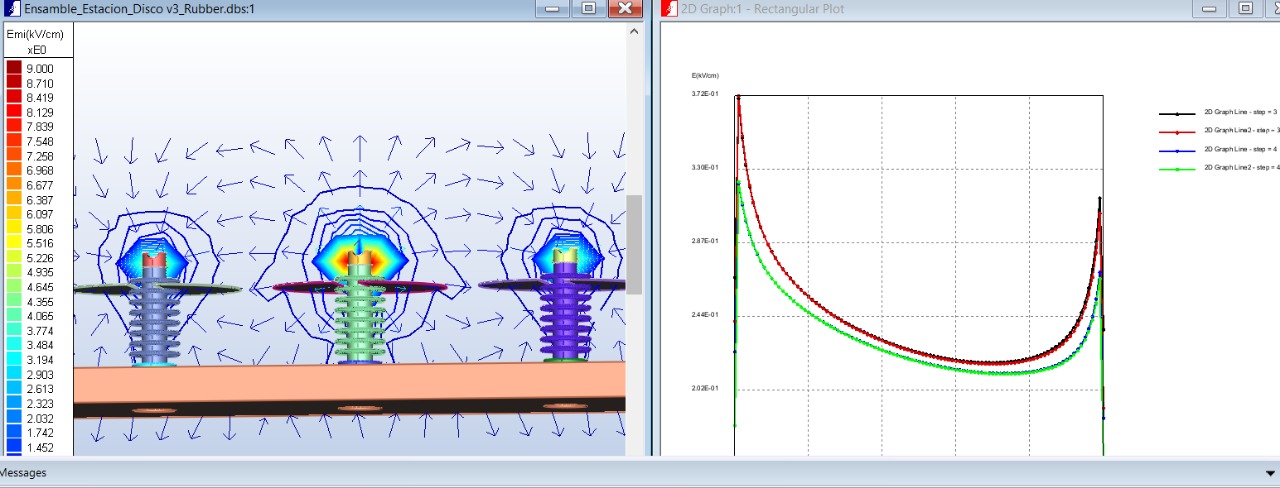 Ensamble_Estacion_Disco v3_Rubber.dbs:1
Emi(kV/cm)
xE0
9.000
8.710
8.419
8.129
7.839
7.548
7.258
6.968
6.677
6.387
6.097
5.806
5.516
5.226
4.935
4.645
4.355
4.065
3.774
3.484
3.194
2.903
2.613
2.323
2.032
1.742
1.452
2D Graph:1 - Rectangular Plot
E(kV/cm)
3.72E-01
3.30E-01
2.87E-01
2.44E-01
2.02E-01
2D Graph Line - step = 3
2D Graph Line2 - step = 3
2D Graph Line - step = 4
2D Graph Line2 - step = 4
Messages